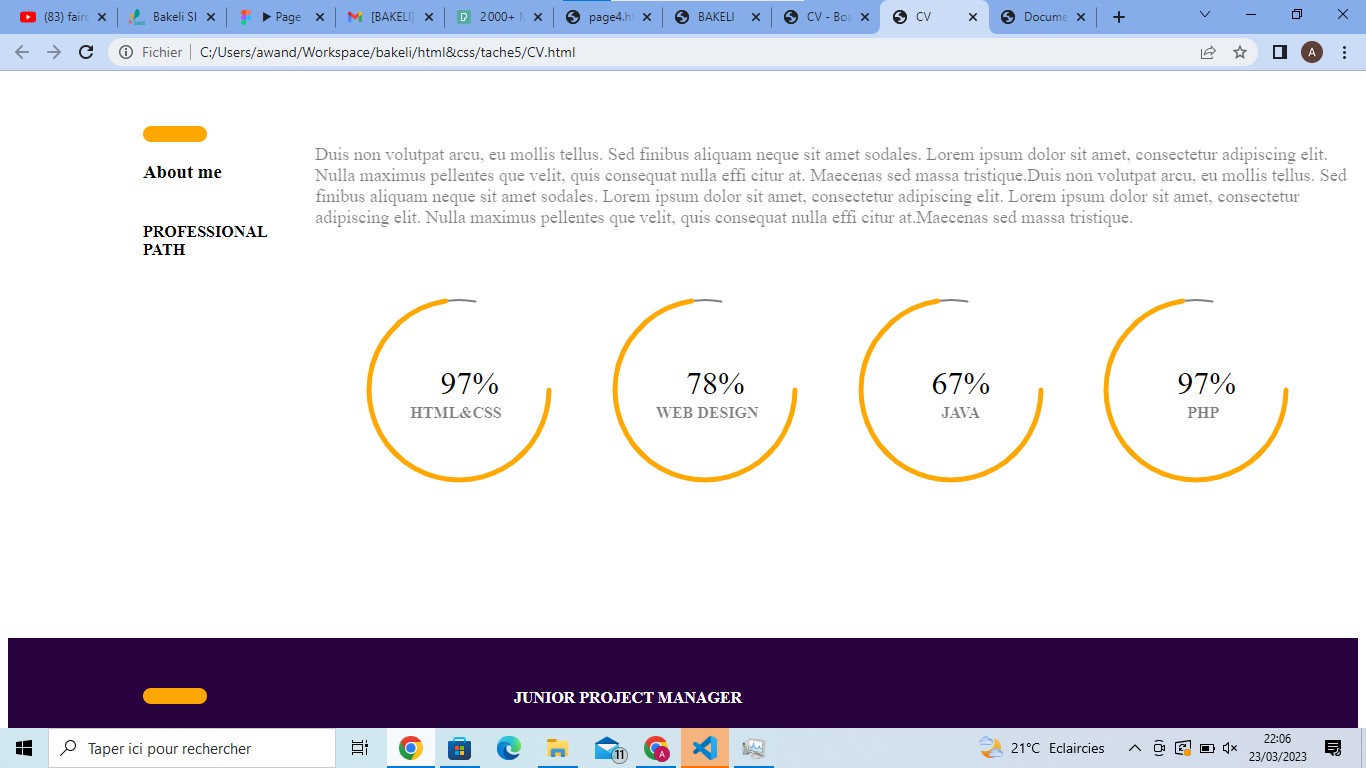 (83) faire
Bakeli SI
Page
[BAKELI]
2000+
page4.h
BAKELI
CV - Box
CV
Docume
Fichier
C:/Users/awand/Workspace/bakeli/html&css/tache5/CV.html
A
About me
PROFESSIONAL
PATH
Duis non volutpat arcu, eu mollis tellus. Sed finibus aliquam neque sit amet sodales. Lorem ipsum dolor sit amet, consectetur adipiscing elit.
Nulla maximus pellentes que velit, quis consequat nulla effi citur at. Maecenas sed massa tristique.Duis non volutpat arcu, eu mollis tellus. Sed
finibus aliquam neque sit amet sodales. Lorem ipsum dolor sit amet, consectetur adipiscing elit. Lorem ipsum dolor sit amet, consectetur
adipiscing elit. Nulla maximus pellentes que velit, quis consequat nulla effi citur at.Maecenas sed massa tristique.
97%
HTML&CSS
78%
WEB DESIGN
67%
JAVA
97%
PHP
JUNIOR PROJECT MANAGER
Taper ici pour rechercher
11
A
21°C Eclaircies
22:06
23/03/2023